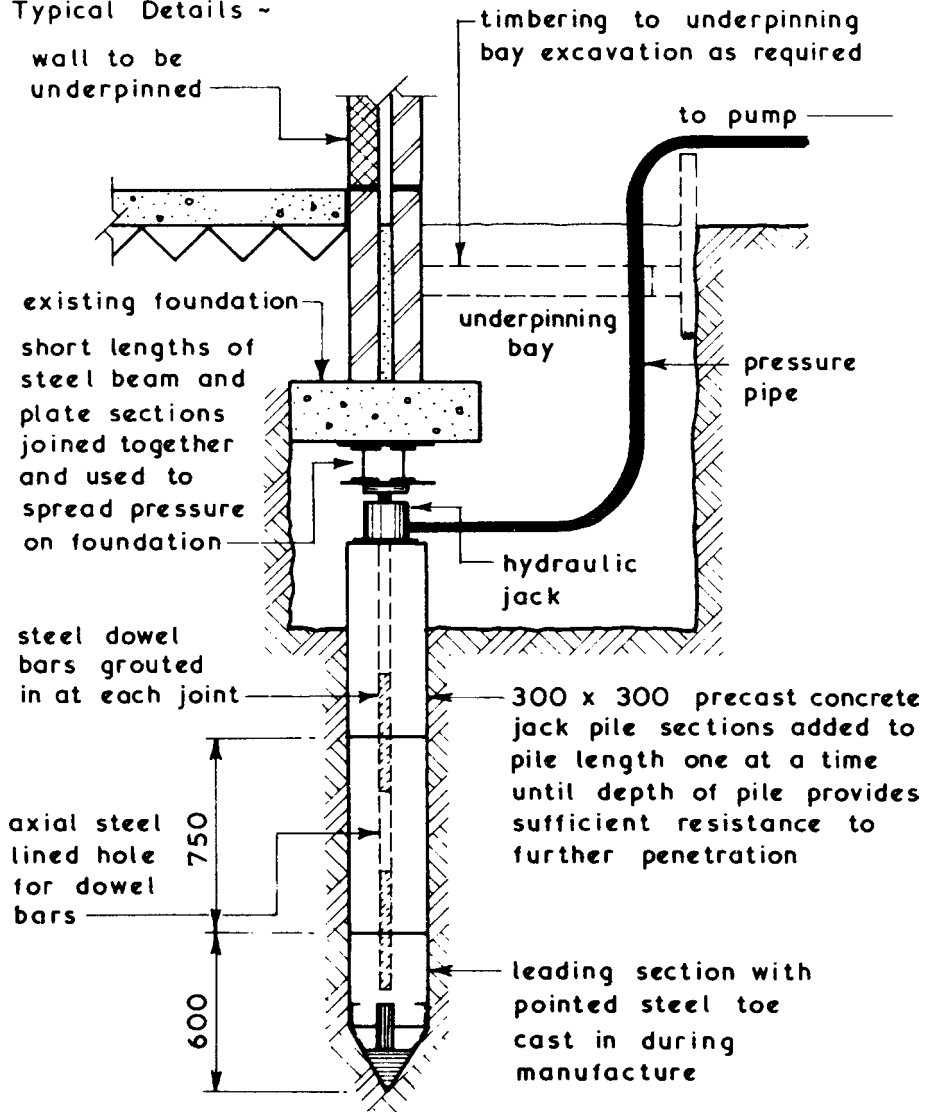 Typical Details ~
timbering to underpinning
bay excavation as required
wall to be
underpinned
to pump
existing foundation
underpinning
bay
short lengths of
steel beam and
plate sections
joined together
and used to
spread pressure
on foundation
pressure
pipe
hydraulic
jack
steel dowel
bars grouted
in at each joint
300 x 300 precast concrete
jack pile sections added to
pile length one at a time
until depth of pile provides
sufficient resistance to
further penetration
axial steel
lined hole
for dowel
bars
750
600
leading section with
pointed steel toe
cast in during
manufacture